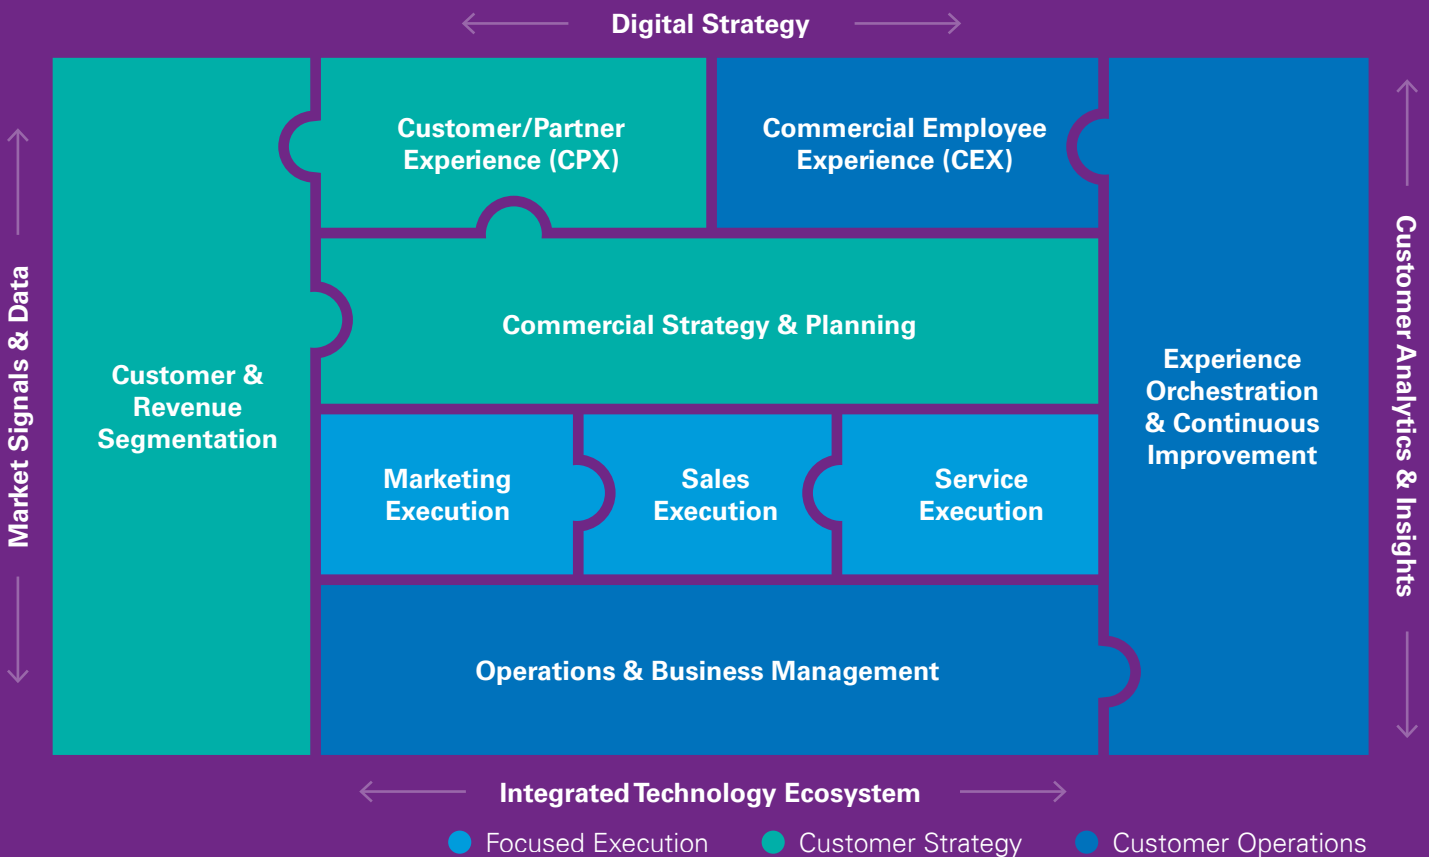 Digital Strategy
Market Signals & Data
Customer/Partner
Experience (CPX)
Commercial Employee
Experience (CEX)
Commercial Strategy & Planning
Customer &
Revenue
Segmentation
Experience
Orchestration
& Continuous
Improvement
Marketing
Execution
Sales
Execution
Service
Execution
Operations & Business Management
Customer Analytics & Insights
Integrated Technology Ecosystem
Focused Execution
Customer Strategy
Customer Operations